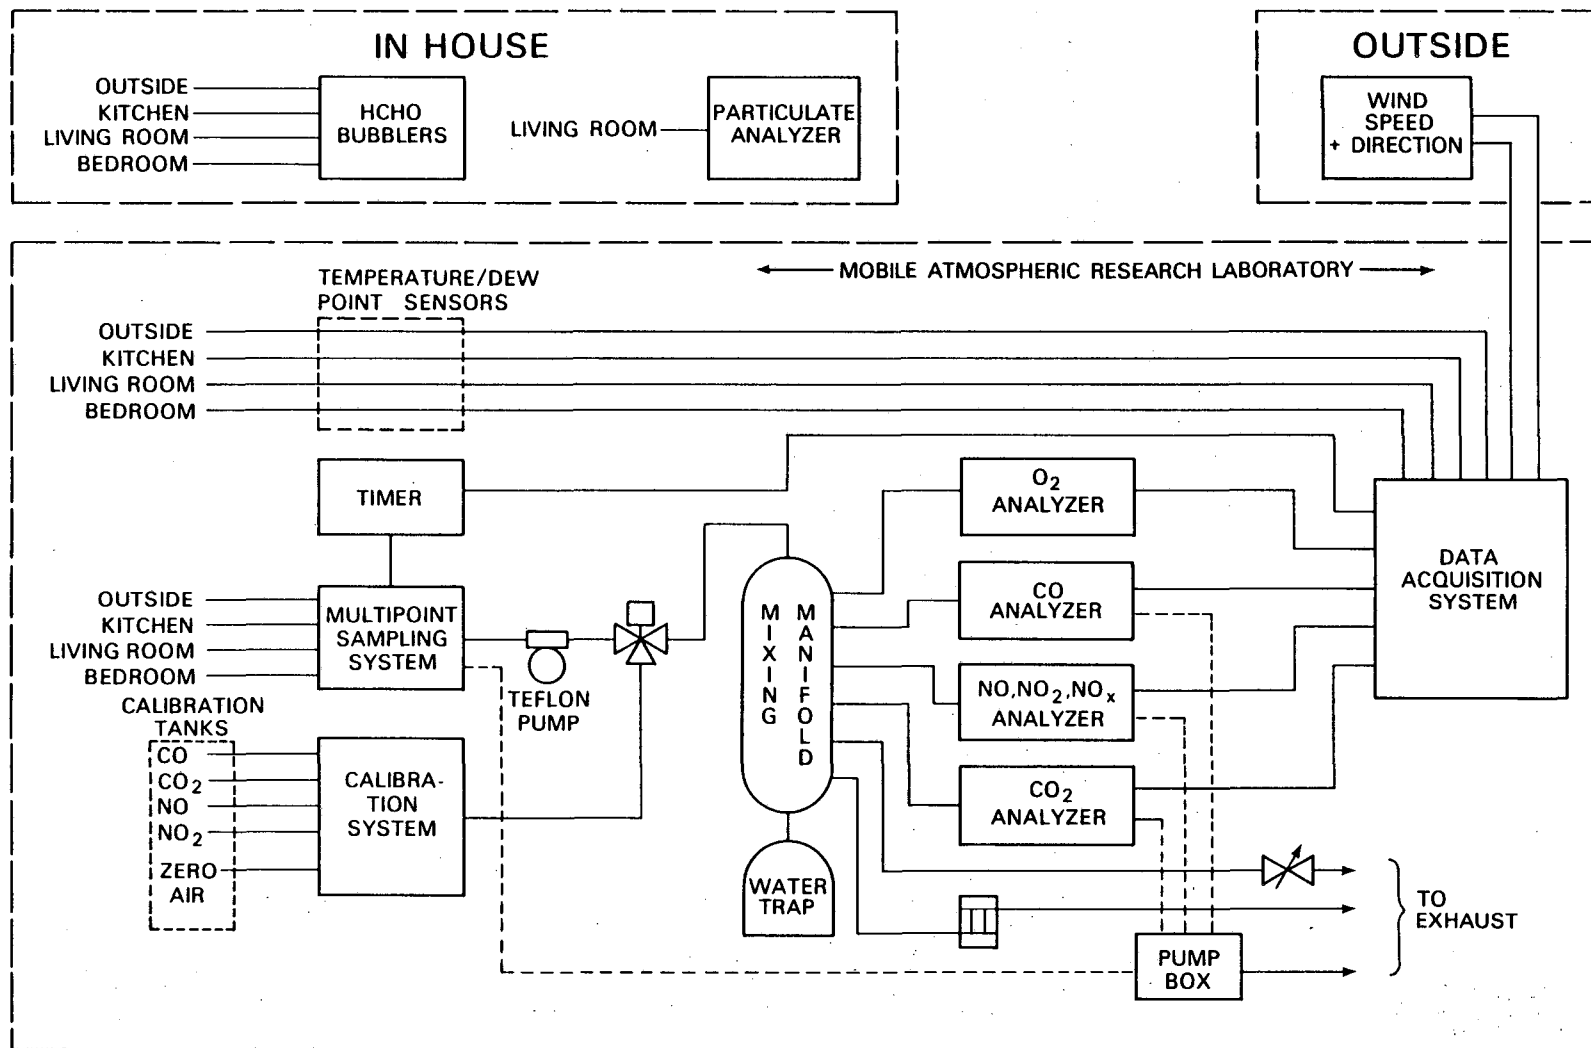 IN HOUSE
OUTSIDE
KITCHEN
LIVING ROOM
BEDROOM
HCHO
BUBBLERS
LIVING ROOM
PARTICULATE
ANALYZER
OUTSIDE
WIND
SPEED
+ DIRECTION
MOBILE ATMOSPHERIC RESEARCH LABORATORY
TEMPERATURE/DEW
POINT SENSORS
OUTSIDE
KITCHEN
LIVING ROOM
BEDROOM
TIMER
OUTSIDE
KITCHEN
LIVING ROOM
BEDROOM
MULTIPOINT
SAMPLING
SYSTEM
TEFLON
PUMP
CALIBRATION
TANKS
CO
CO₂
NO
NO₂
ZERO
AIR
CALIBRA-
TION
SYSTEM
MIXING
MANIFOLD
WATER
TRAP
O₂
ANALYZER
CO
ANALYZER
NO,NO₂,NOₓ
ANALYZER
CO₂
ANALYZER
DATA
ACQUISITION
SYSTEM
TO
EXHAUST
PUMP
BOX